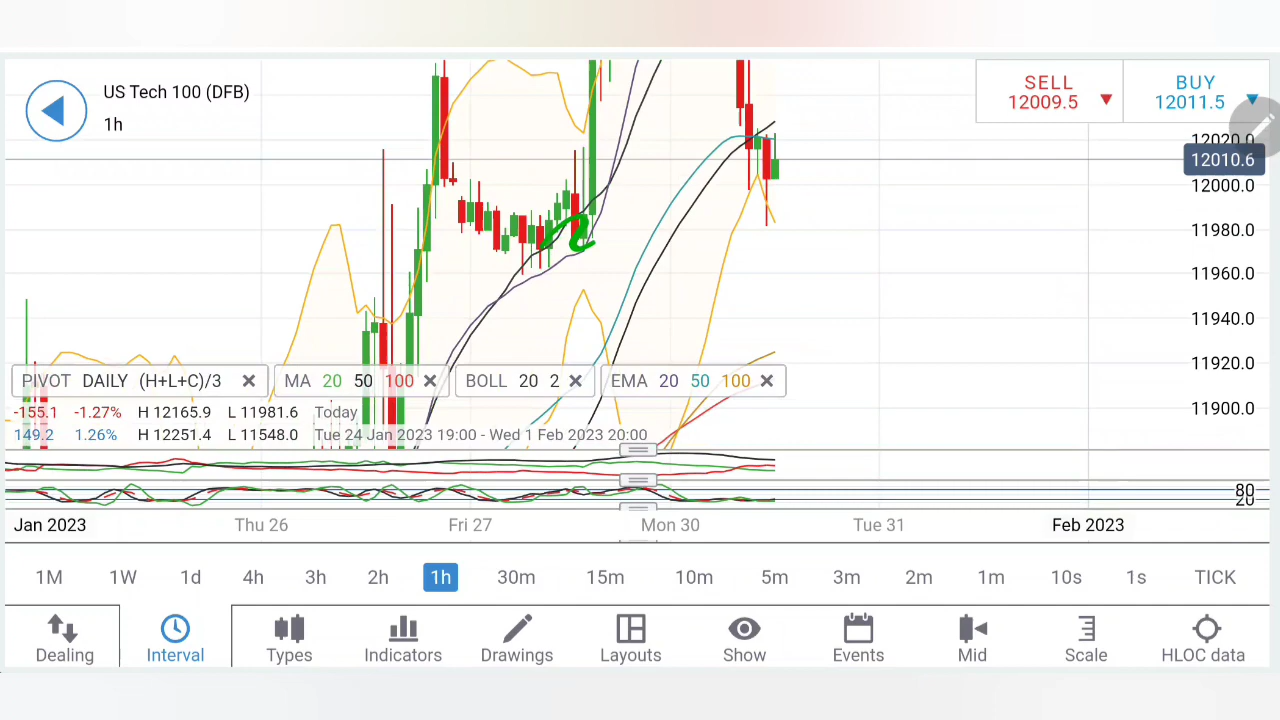 US Tech 100 (DFB)
1h
SELL
12009.5
BUY
12011.5
12020.0
12010.6
12000.0
11980.0
11960.0
11940.0
11920.0
11900.0
PIVOT DAILY (H+L+C)/3
MA 20 50 100
BOLL 20 2
EMA 20 50 100
-155.1 -1.27% H 12165.9 L 11981.6 Today
149.2 1.26% H 12251.4 L 11548.0 Tue 24 Jan 2023 19:00 - Wed 1 Feb 2023 20:00
80
20
Jan 2023 Thu 26 Fri 27 Mon 30 Tue 31 Feb 2023
1M 1W 1d 4h 3h 2h 1h 30m 15m 10m 5m 3m 2m 1m 10s 1s TICK
Dealing Interval Types Indicators Drawings Layouts Show Events Mid Scale HLOC data